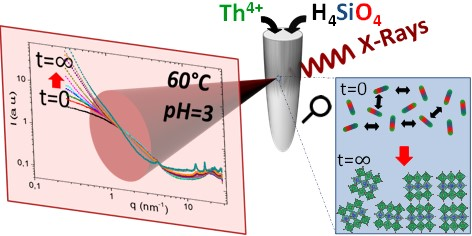 Th4+
H4SiO4
X-Rays
60°C
pH=3
t=∞
t=0
I (a.u.)
10
1
0,1
0,1
1
10
q (nm-1)
t=0
t=∞